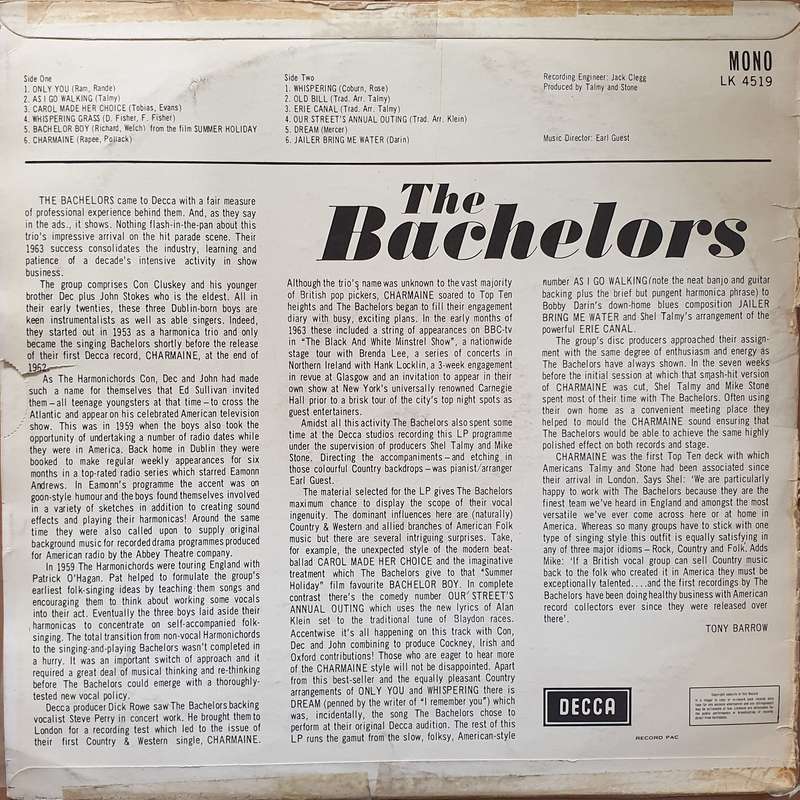 Side One
1. ONLY YOU (Ram, Rande)
2. AS I GO WALKING (Talmy)
3. CAROL MADE HER CHOICE (Tobias, Evans)
4. WHISPERING GRASS (D. Fisher, F. Fisher)
5. BACHELOR BOY (Richard, Welch) from the film SUMMER HOLIDAY
6. CHARMAINE (Rapee, Pollack)
Side Two
1. WHISPERING (Coburn, Rose)
2. OLD BILL (Trad. Arr. Talmy)
3. ERIE CANAL (Trad. Arr. Talmy)
4. OUR STREET'S ANNUAL OUTING (Trad. Arr. Klein)
5. DREAM (Mercer)
6. JAILER BRING ME WATER (Darin)
Recording Engineer: Jack Clegg
Produced by Talmy and Stone
Music Director: Earl Guest
MONO
LK 4519
The
Bachelors
THE BACHELORS came to Decca with a fair measure
of professional experience behind them. And, as they say
in the ads., it shows. Nothing flash-in-the-pan about this
trio's impressive arrival on the hit parade scene. Their
1963 success consolidates the industry, learning and
patience of a decade's intensive activity in show
business.
The group comprises Con Cluskey and his younger
brother Dec plus John Stokes who is the eldest. All in
their early twenties, these three Dublin-born boys are
keen instrumentalists as well as able singers. Indeed,
they started out in 1953 as a harmonica trio and only
became the singing Bachelors shortly before the release
of their first Decca record, CHARMAINE, at the end of
1962.
As The Harmonichords Con, Dec and John had made
such a name for themselves that Ed Sullivan invited
them – all teenage youngsters at that time – to cross the
Atlantic and appear on his celebrated American television
show. This was in 1959 when the boys also took the
opportunity of undertaking a number of radio dates while
they were in America. Back home in Dublin they were
booked to make regular weekly appearances for six
months in a top-rated radio series which starred Eamonn
Andrews. In Eamonn's programme the accent was on
goon-style humour and the boys found themselves involved
in a variety of sketches in addition to creating sound
effects and playing their harmonicas! Around the same
time they were also called upon to supply original
background music for recorded drama programmes produced
for American radio by the Abbey Theatre company.
In 1959 The Harmonichords were touring England with
Patrick O'Hagan. Pat helped to formulate the group's
earliest folk-singing ideas by teaching them songs and
encouraging them to think about working some vocals
into their act. Eventually the three boys laid aside their
harmonicas to concentrate on self-accompanied folk-
singing. The total transition from non-vocal Harmonichords
to the singing-and-playing Bachelors wasn't completed in
a hurry. It was an important switch of approach and it
required a great deal of musical thinking and re-thinking
before The Bachelors could emerge with a thoroughly-
tested new vocal policy.
Decca producer Dick Rowe saw The Bachelors backing
vocalist Steve Perry in concert work. He brought them to
London for a recording test which led to the issue of
their first Country & Western single, CHARMAINE.
Although the trio's name was unknown to the vast majority
of British pop pickers, CHARMAINE soared to Top Ten
heights and The Bachelors began to fill their engagement
diary with busy, exciting plans. In the early months of
1963 these included a string of appearances on BBC-tv
in "The Black And White Minstrel Show", a nationwide
stage tour with Brenda Lee, a series of concerts in
Northern Ireland with Hank Locklin, a 3-week engagement
in revue at Glasgow and an invitation to appear in their
own show at New York's universally renowned Carnegie
Hall prior to a brisk tour of the city's top night spots as
guest entertainers.
Amidst all this activity The Bachelors also spent some
time at the Decca studios recording this LP programme
under the supervision of producers Shel Talmy and Mike
Stone. Directing the accompaniments – and etching in
those colourful Country backdrops – was pianist/arranger
Earl Guest.
The material selected for the LP gives The Bachelors
maximum chance to display the scope of their vocal
ingenuity. The dominant influences here are (naturally)
Country & Western and allied branches of American Folk
music but there are several intriguing surprises. Take,
for example, the unexpected style of the modern beat-
ballad CAROL MADE HER CHOICE and the imaginative
treatment which The Bachelors give to that "Summer
Holiday" film favourite BACHELOR BOY. In complete
contrast there's the comedy number OUR STREET'S
ANNUAL OUTING which uses the new lyrics of Alan
Klein set to the traditional tune of Blaydon races.
Accentwise it's all happening on this track with Con,
Dec and John combining to produce Cockney, Irish and
Oxford contributions! Those who are eager to hear more
of the CHARMAINE style will not be disappointed. Apart
from this best-seller and the equally pleasant Country
arrangements of ONLY YOU and WHISPERING there is
DREAM (penned by the writer of "I remember you") which
was, incidentally, the song The Bachelors chose to
perform at their original Decca audition. The rest of this
LP runs the gamut from the slow, folksy, American-style
number AS I GO WALKING (note the neat banjo and guitar
backing plus the brief but pungent harmonica phrase) to
Bobby Darin's down-home blues composition JAILER
BRING ME WATER and Shel Talmy's arrangement of the
powerful ERIE CANAL.
The group's disc producers approached their assign-
ment with the same degree of enthusiasm and energy as
The Bachelors have always shown. In the seven weeks
before the initial session at which that smash-hit version
of CHARMAINE was cut, Shel Talmy and Mike Stone
spent most of their time with The Bachelors. Often using
their own home as a convenient meeting place they
helped to mould the CHARMAINE sound ensuring that
The Bachelors would be able to achieve the same highly
polished effect on both records and stage.
CHARMAINE was the first Top Ten deck with which
Americans Talmy and Stone had been associated since
their arrival in London. Says Shel: 'We are particularly
happy to work with The Bachelors because they are the
finest team we've heard in England and amongst the most
versatile we've ever come across here or at home in
America. Whereas so many groups have to stick with one
type of singing style this outfit is equally satisfying in
any of three major idioms – Rock, Country and Folk. Adds
Mike: 'If a British vocal group can sell Country music
back to the folk who created it in America they must be
exceptionally talented. . . . and the first recordings by The
Bachelors have been doing healthy business with American
record collectors ever since they were released over
there'.
TONY BARROW
DECCA
RECORD PAC